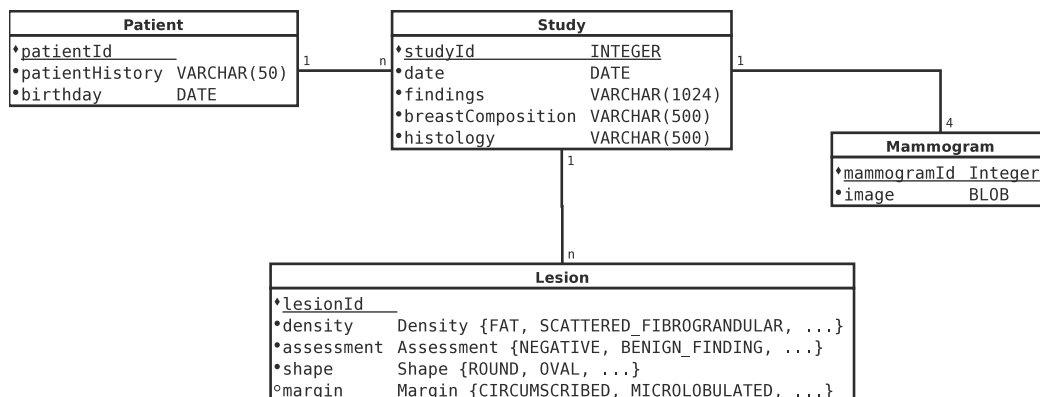 Patient
patientId
patientHistory VARCHAR(50)
birthday DATE
1
n
Study
studyId INTEGER
date DATE
findings VARCHAR(1024)
breastComposition VARCHAR(500)
histology VARCHAR(500)
1
4
Mammogram
mammogramId Integer
image BLOB
1
n
Lesion
lesionId
density Density {FAT, SCATTERED_FIBROGRANDULAR, ...}
assessment Assessment {NEGATIVE, BENIGN_FINDING, ...}
shape Shape {ROUND, OVAL, ...}
margin Margin {CIRCUMSCRIBED, MICROLOBULATED, ...}